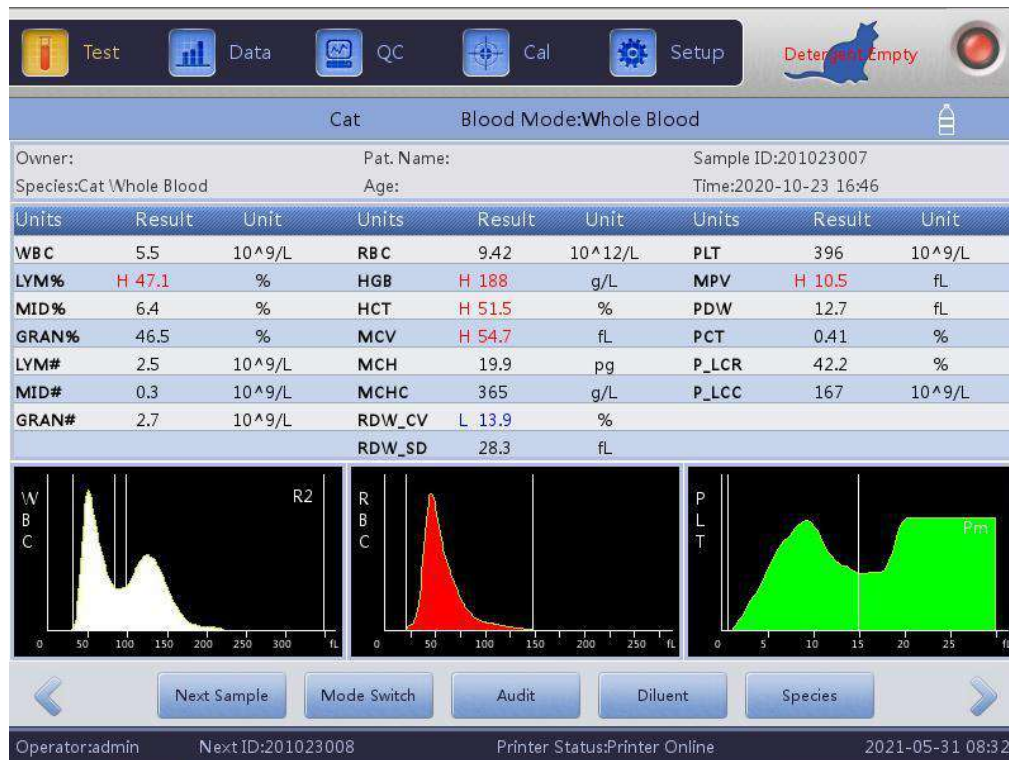 Test Data QC Cal Setup Detergent Empty
Cat Blood Mode:Whole Blood
Owner: Pat. Name: Sample ID:201023007
Species:Cat Whole Blood Age: Time:2020-10-23 16:46
Units Result Unit Units Result Unit Units Result Unit
WBC 5.5 10^9/L RBC 9.42 10^12/L PLT 396 10^9/L
LYM% H 47.1 % HGB H 188 g/L MPV H 10.5 fL
MID% 6.4 % HCT H 51.5 % PDW 12.7 fL
GRAN% 46.5 % MCV H 54.7 fL PCT 0.41 %
LYM# 2.5 10^9/L MCH 19.9 pg P_LCR 42.2 %
MID# 0.3 10^9/L MCHC 365 g/L P_LCC 167 10^9/L
GRAN# 2.7 10^9/L RDW_CV L 13.9 %
RDW_SD 28.3 fL
WBC R2 RBC PLT Pm
0 50 100 150 200 250 300 fL 0 50 100 150 200 250 fL 0 5 10 15 20 25 fL
Next Sample Mode Switch Audit Diluent Species
Operator:admin Next ID:201023008 Printer Status:Printer Online 2021-05-31 08:32